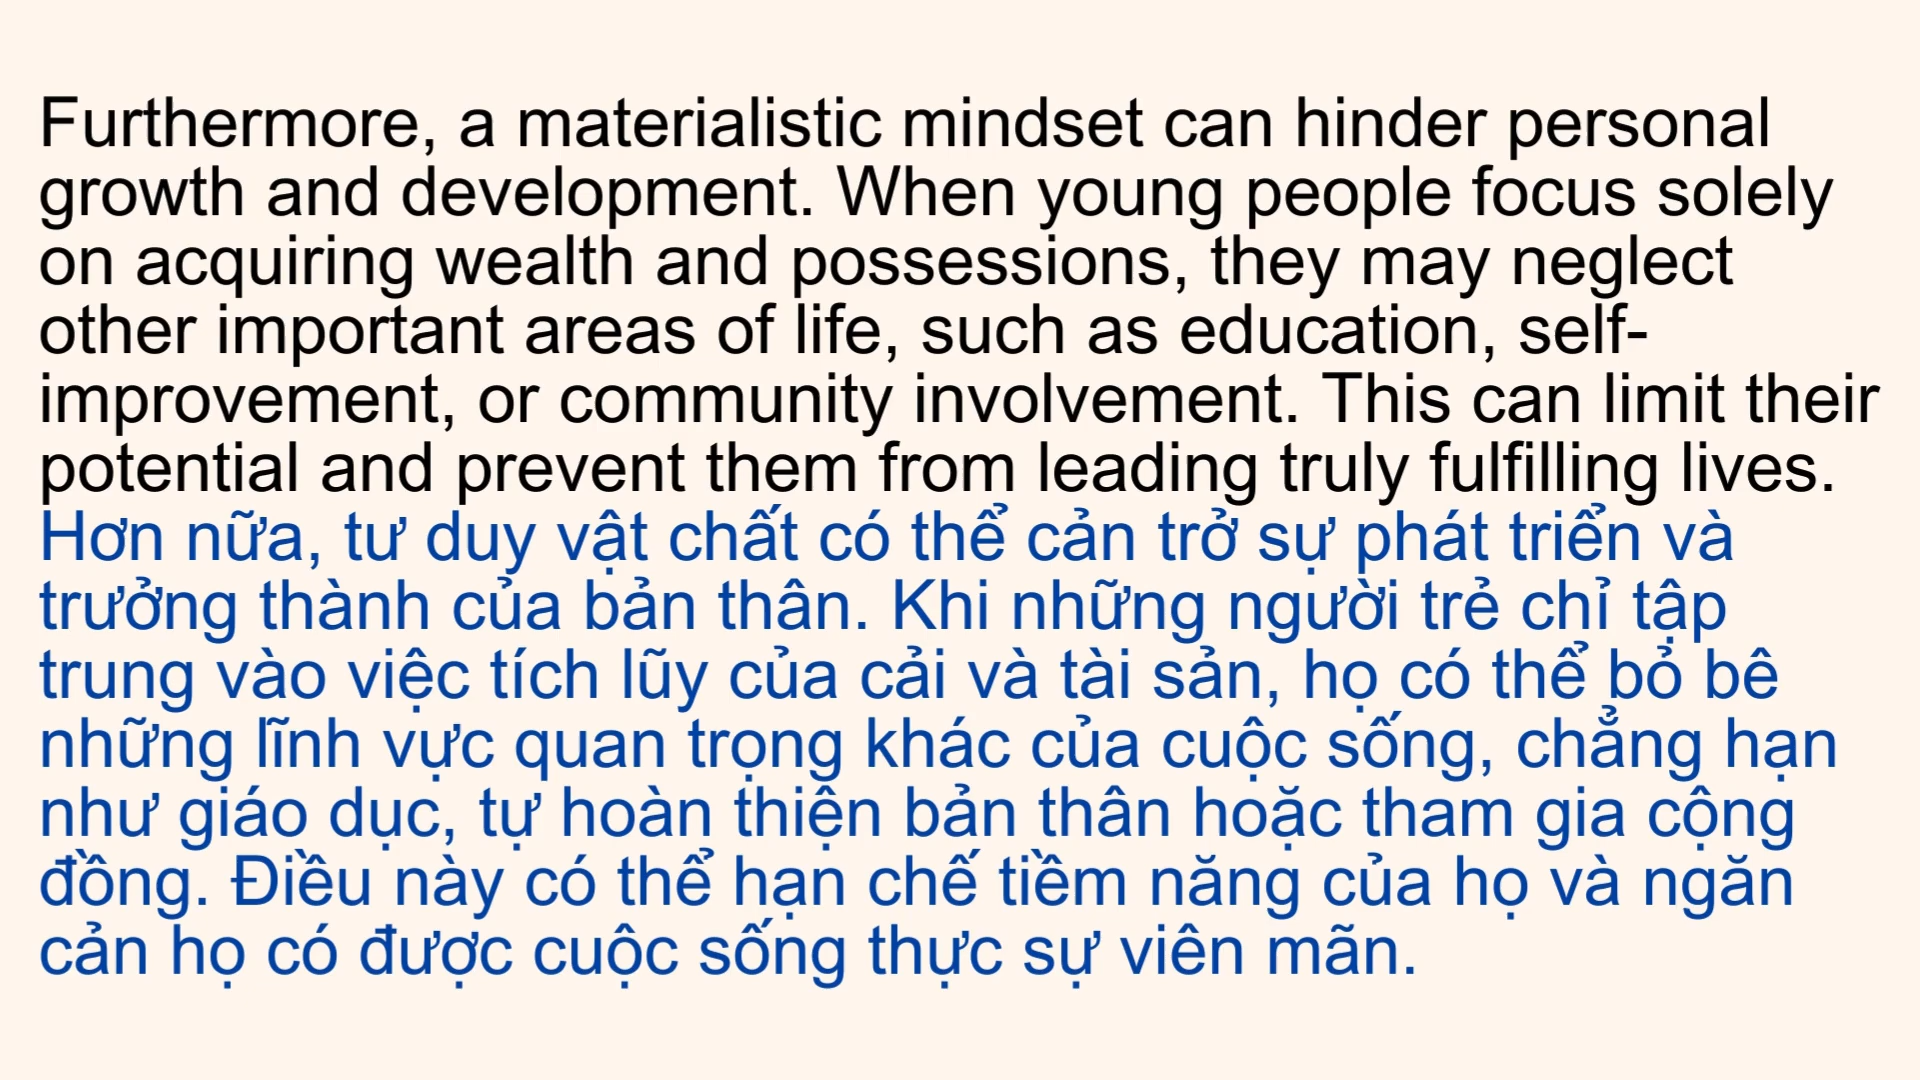 Furthermore, a materialistic mindset can hinder personal
growth and development. When young people focus solely
on acquiring wealth and possessions, they may neglect
other important areas of life, such as education, self-
improvement, or community involvement. This can limit their
potential and prevent them from leading truly fulfilling lives.
Hơn nữa, tư duy vật chất có thể cản trở sự phát triển và
trưởng thành của bản thân. Khi những người trẻ chỉ tập
trung vào việc tích lũy của cải và tài sản, họ có thể bỏ bê
những lĩnh vực quan trọng khác của cuộc sống, chẳng hạn
như giáo dục, tự hoàn thiện bản thân hoặc tham gia cộng
đồng. Điều này có thể hạn chế tiềm năng của họ và ngăn
cản họ có được cuộc sống thực sự viên mãn.